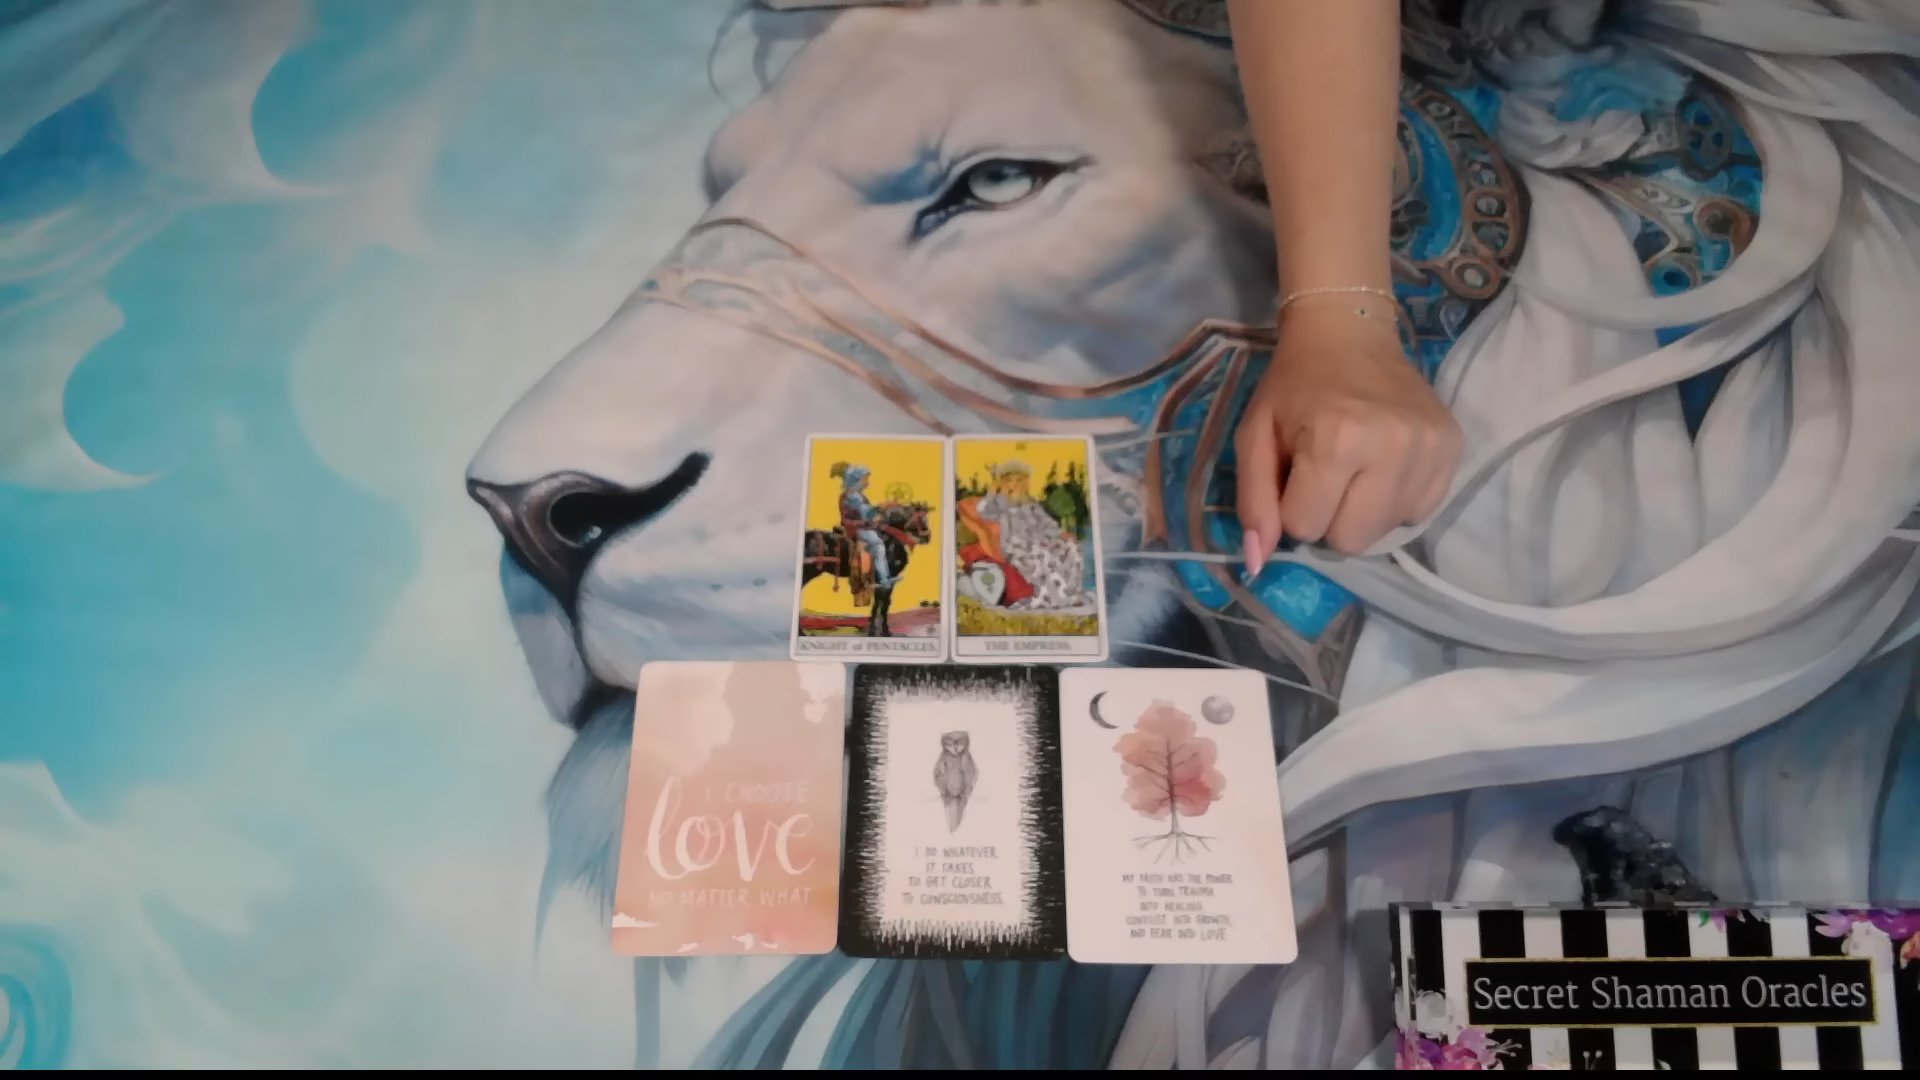 III
KNIGHT of PENTACLES.
THE EMPRESS.
I CHOOSE
love
NO MATTER WHAT
I DO WHATEVER
IT TAKES
TO GET CLOSER
TO CONSCIOUSNESS.
MY FAITH HAS THE POWER
TO TURN TRAUMA
INTO HEALING,
CONFLICT INTO GROWTH,
AND FEAR INTO LOVE.
Secret Shaman Oracles